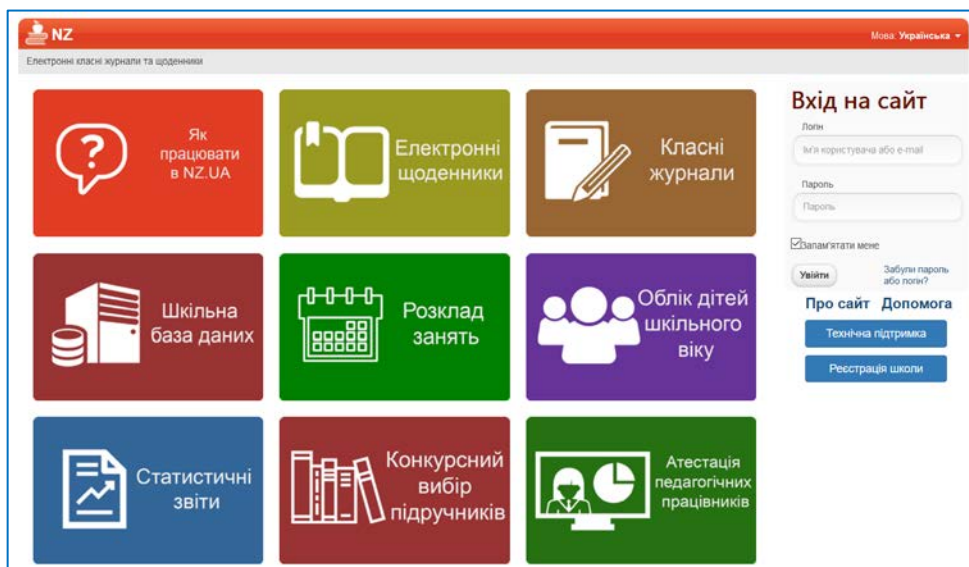 NZ
Мова: Українська
Електронні класні журнали та щоденники
Як
працювати
в NZ.UA
Електронні
щоденники
Класні
журнали
Шкільна
база даних
Розклад
занять
Облік дітей
шкільного
віку
Статистичні
звіти
Конкурсний
вибір
підручників
Атестація
педагогічних
працівників
Вхід на сайт
Логін
Ім'я користувача або e-mail
Пароль
Пароль
Запам'ятати мене
Увійти
Забули пароль
або логін?
Про сайт Допомога
Технічна підтримка
Реєстрація школи